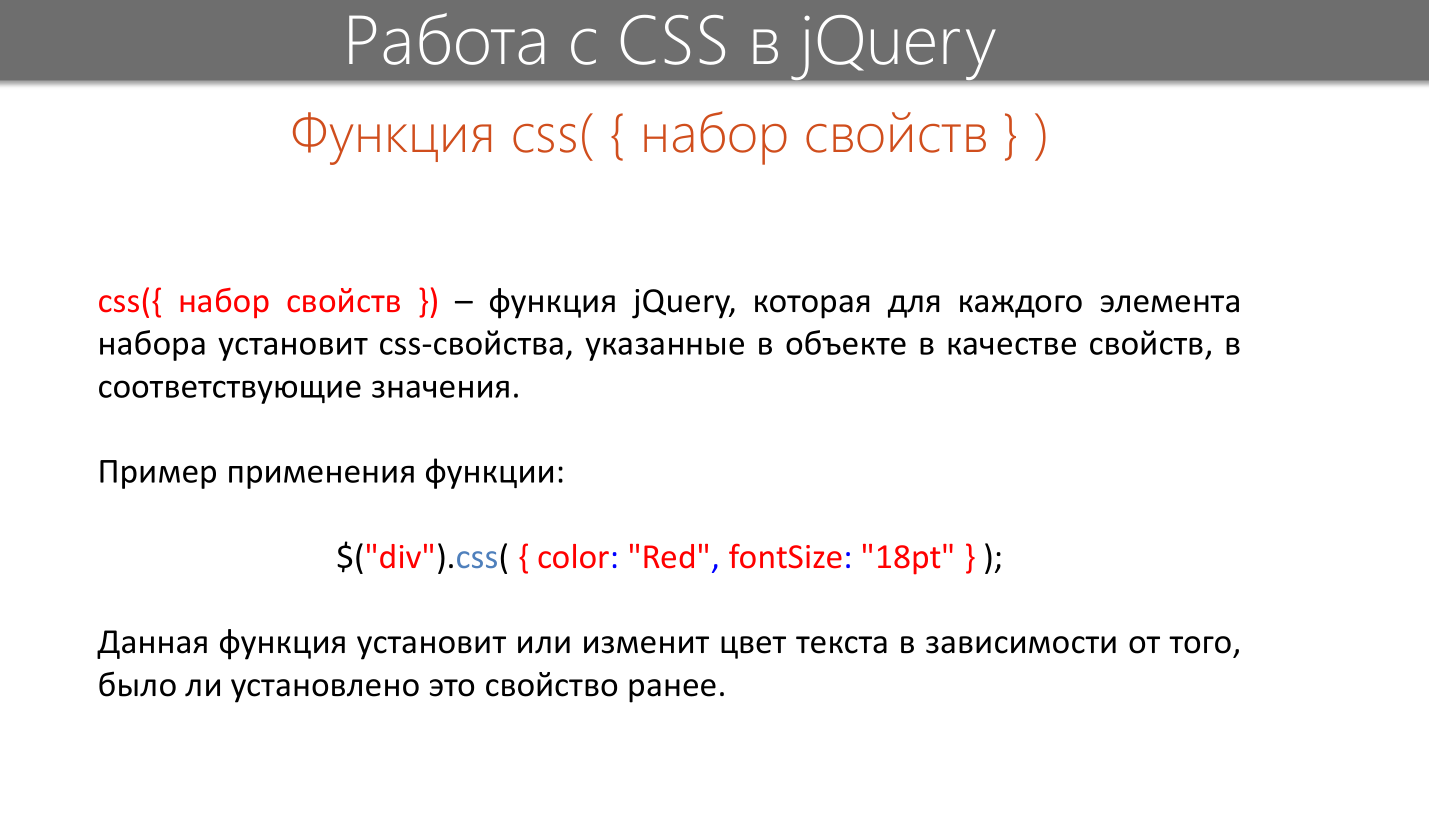 Работа с CSS в jQuery
Функция css( { набор свойств } )
css({ набор свойств }) – функция jQuery, которая для каждого элемента
набора установит css-свойства, указанные в объекте в качестве свойств, в
соответствующие значения.
Пример применения функции:
$("div").css( { color: "Red", fontSize: "18pt" } );
Данная функция установит или изменит цвет текста в зависимости от того,
было ли установлено это свойство ранее.